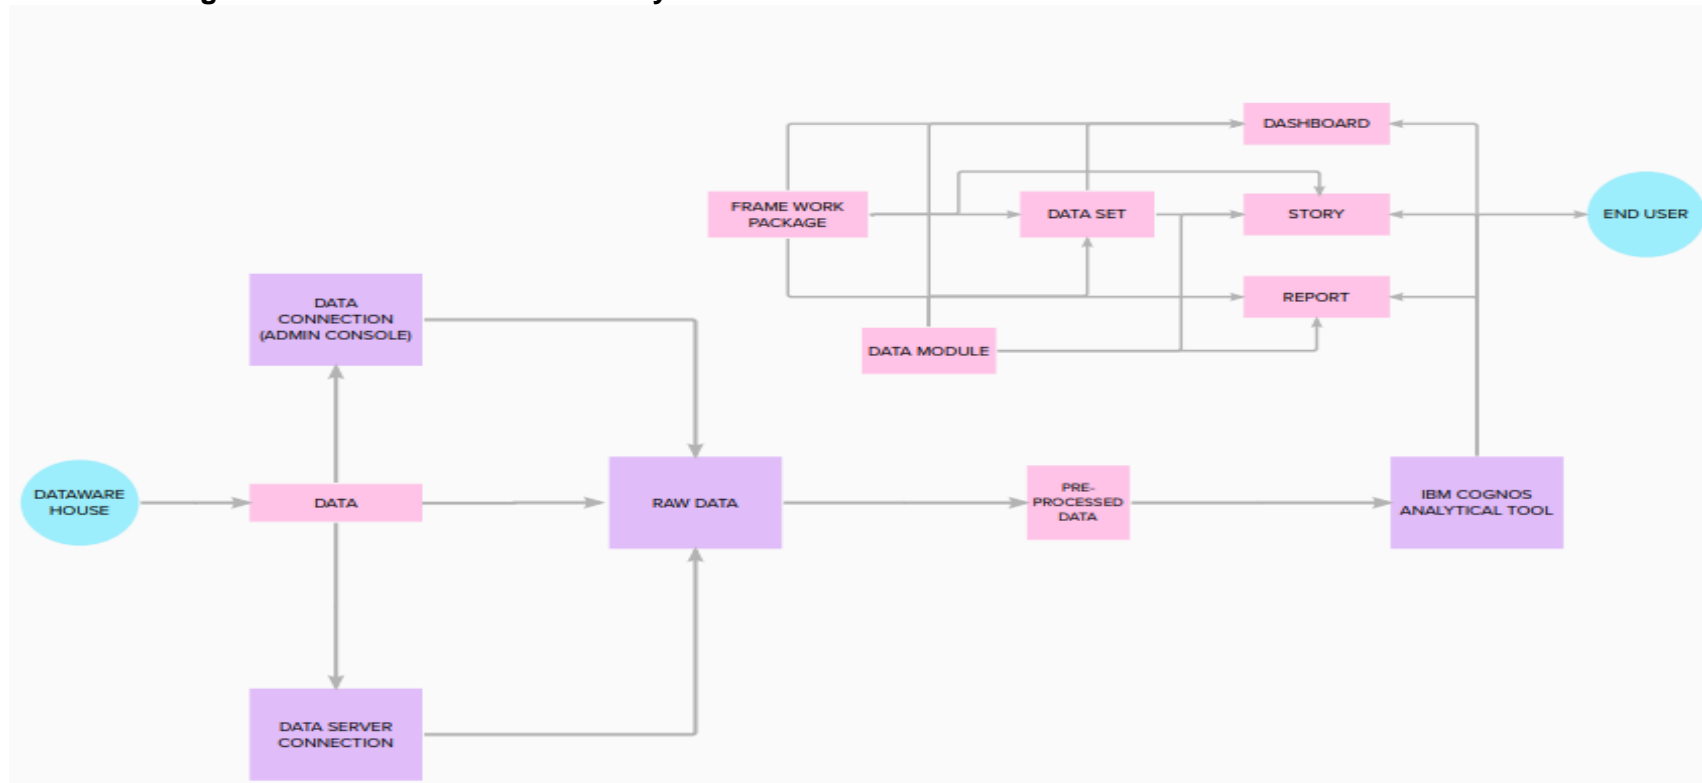 DASHBOARD
FRAME WORK
PACKAGE
DATA SET
STORY
END USER
REPORT
DATA MODULE
DATA
CONNECTION
(ADMIN CONSOLE)
DATAWARE
HOUSE
DATA
RAW DATA
PRE-
PROCESSED
DATA
IBM COGNOS
ANALYTICAL TOOL
DATA SERVER
CONNECTION